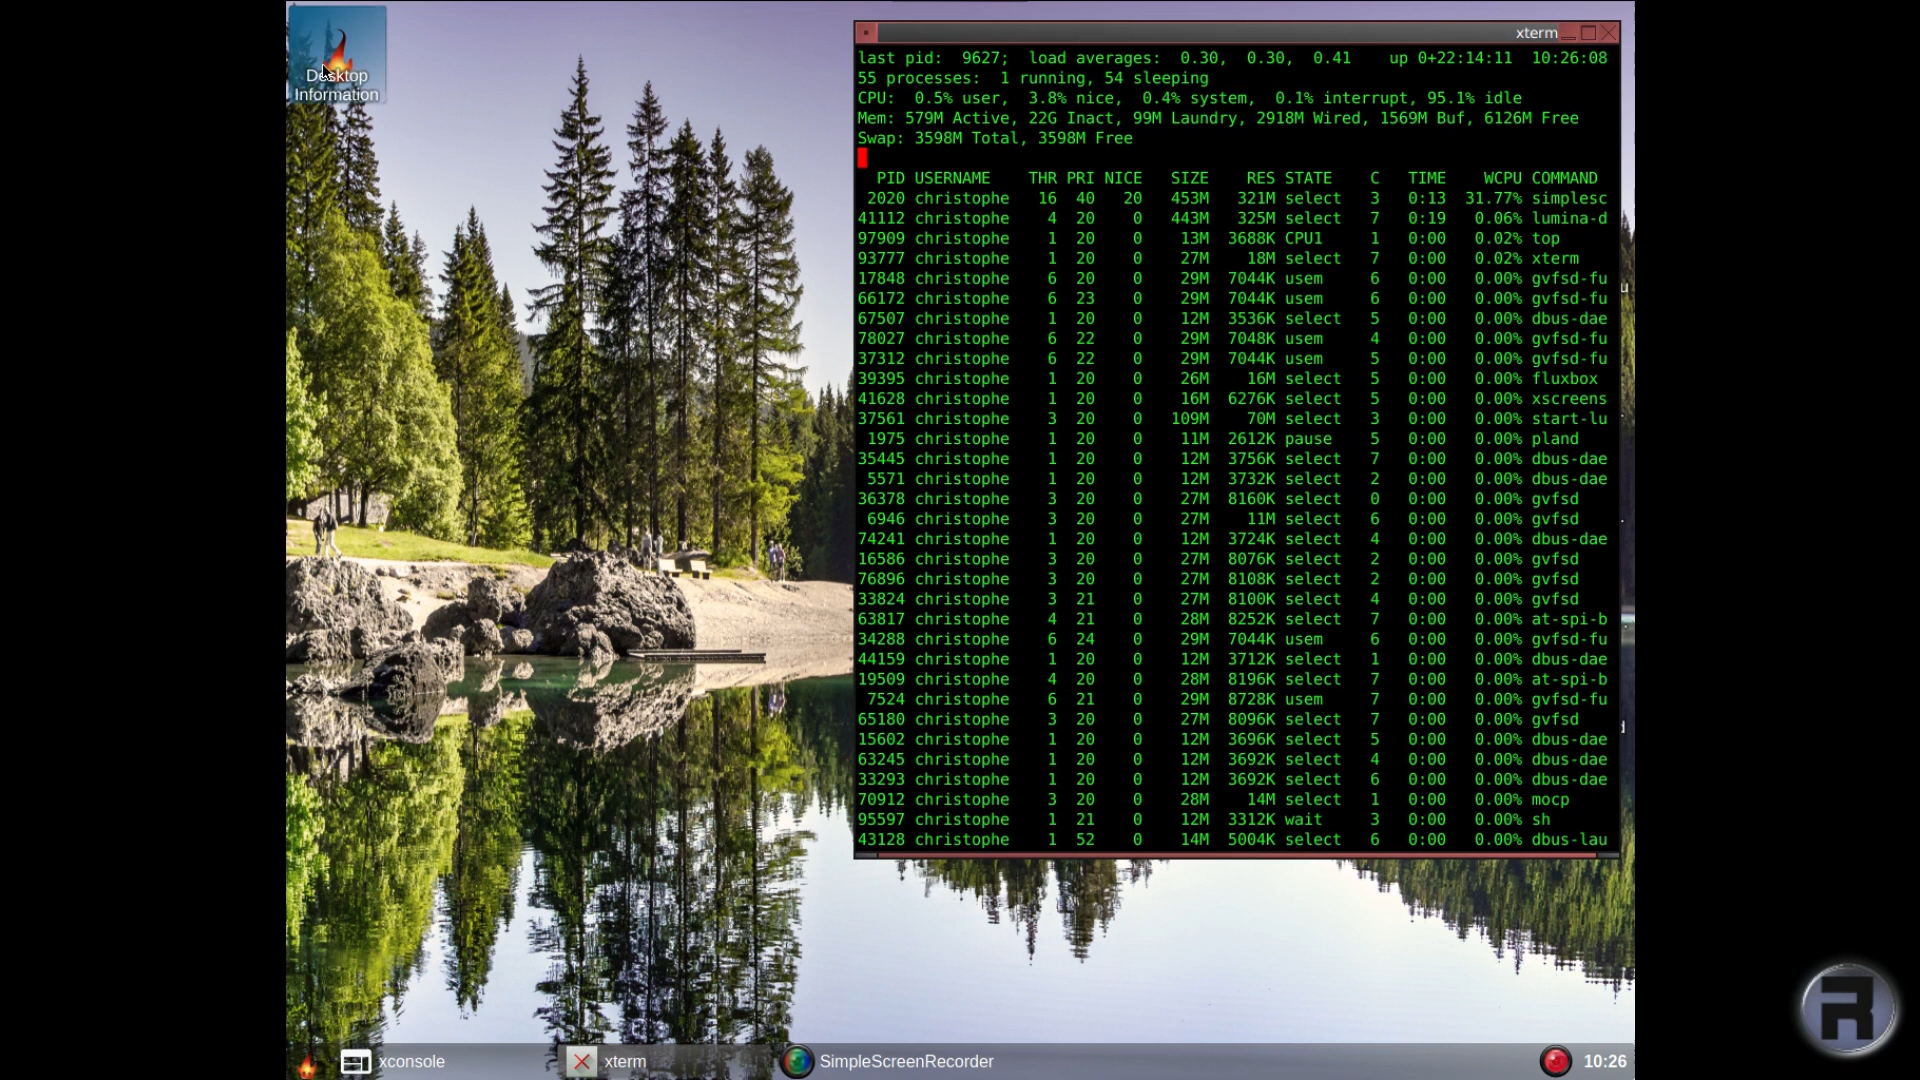 Desktop
Information
xterm
last pid:  9627;  load averages:  0.30,  0.30,  0.41    up 0+22:14:11  10:26:08
55 processes:  1 running, 54 sleeping
CPU:  0.5% user,  3.8% nice,  0.4% system,  0.1% interrupt, 95.1% idle
Mem: 579M Active, 22G Inact, 99M Laundry, 2918M Wired, 1569M Buf, 6126M Free
Swap: 3598M Total, 3598M Free
PID USERNAME THR PRI NICE SIZE RES STATE C TIME WCPU COMMAND
2020 christophe 16 40 20 453M 321M select 3 0:13 31.77% simplesc
41112 christophe 4 20 0 443M 325M select 7 0:19 0.06% lumina-d
97909 christophe 1 20 0 13M 3688K CPU1 1 0:00 0.02% top
93777 christophe 1 20 0 27M 18M select 7 0:00 0.02% xterm
17848 christophe 6 20 0 29M 7044K usem 6 0:00 0.00% gvfsd-fu
66172 christophe 6 23 0 29M 7044K usem 6 0:00 0.00% gvfsd-fu
67507 christophe 1 20 0 12M 3536K select 5 0:00 0.00% dbus-dae
78027 christophe 6 22 0 29M 7048K usem 4 0:00 0.00% gvfsd-fu
37312 christophe 6 22 0 29M 7044K usem 5 0:00 0.00% gvfsd-fu
39395 christophe 1 20 0 26M 16M select 5 0:00 0.00% fluxbox
41628 christophe 1 20 0 16M 6276K select 5 0:00 0.00% xscreens
37561 christophe 3 20 0 109M 70M select 3 0:00 0.00% start-lu
1975 christophe 1 20 0 11M 2612K pause 5 0:00 0.00% pland
35445 christophe 1 20 0 12M 3756K select 7 0:00 0.00% dbus-dae
5571 christophe 1 20 0 12M 3732K select 2 0:00 0.00% dbus-dae
36378 christophe 3 20 0 27M 8160K select 0 0:00 0.00% gvfsd
6946 christophe 3 20 0 27M 11M select 6 0:00 0.00% gvfsd
74241 christophe 1 20 0 12M 3724K select 4 0:00 0.00% dbus-dae
16586 christophe 3 20 0 27M 8076K select 2 0:00 0.00% gvfsd
76896 christophe 3 20 0 27M 8108K select 2 0:00 0.00% gvfsd
33824 christophe 3 21 0 27M 8100K select 4 0:00 0.00% gvfsd
63817 christophe 4 21 0 28M 8252K select 7 0:00 0.00% at-spi-b
34288 christophe 6 24 0 29M 7044K usem 6 0:00 0.00% gvfsd-fu
44159 christophe 1 20 0 12M 3712K select 1 0:00 0.00% dbus-dae
19509 christophe 4 20 0 28M 8196K select 7 0:00 0.00% at-spi-b
7524 christophe 6 21 0 29M 8728K usem 7 0:00 0.00% gvfsd-fu
65180 christophe 3 20 0 27M 8096K select 7 0:00 0.00% gvfsd
15602 christophe 1 20 0 12M 3696K select 5 0:00 0.00% dbus-dae
63245 christophe 1 20 0 12M 3692K select 4 0:00 0.00% dbus-dae
33293 christophe 1 20 0 12M 3692K select 6 0:00 0.00% dbus-dae
70912 christophe 3 20 0 28M 14M select 1 0:00 0.00% mocp
95597 christophe 1 21 0 12M 3312K wait 3 0:00 0.00% sh
43128 christophe 1 52 0 14M 5004K select 6 0:00 0.00% dbus-lau
R
xconsole
xterm
SimpleScreenRecorder
10:26